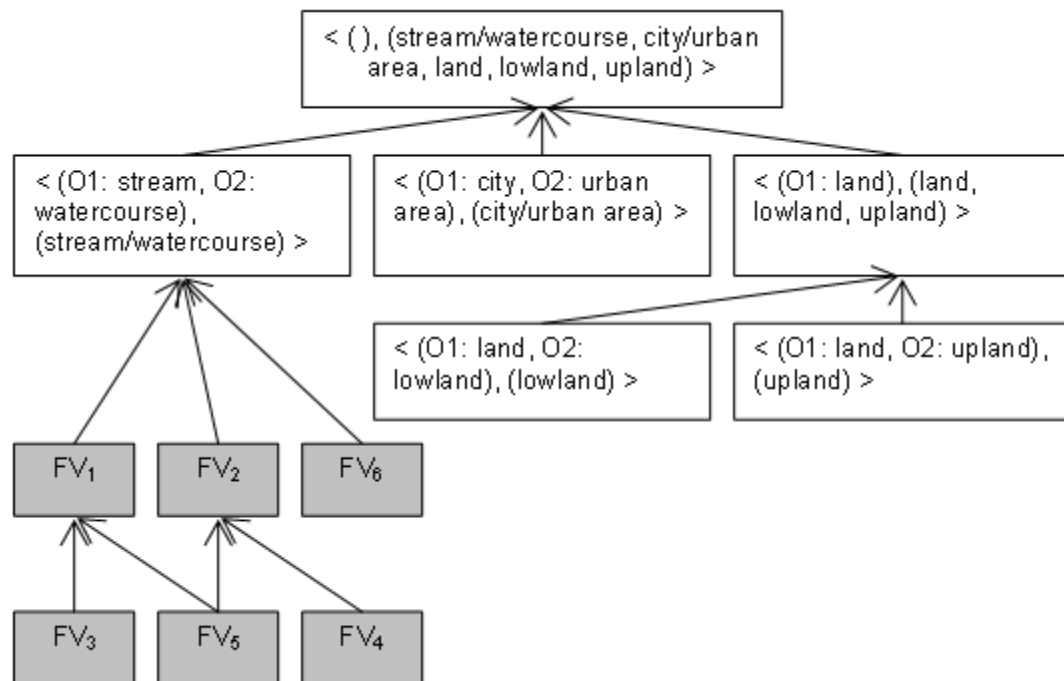 < ( ), (stream/watercourse, city/urban
area, land, lowland, upland) >
< (O1: stream, O2:
watercourse),
(stream/watercourse) >
< (O1: city, O2: urban
area), (city/urban area) >
< (O1: land), (land,
lowland, upland) >
< (O1: land, O2:
lowland), (lowland) >
< (O1: land, O2: upland),
(upland) >
FV₁
FV₂
FV₆
FV₃
FV₅
FV₄